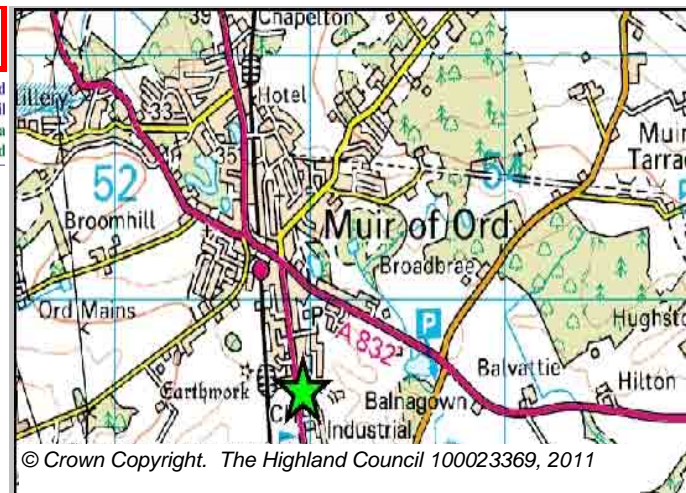 39
Chapelton
Hotel
33
35
Muir
52
Broomhill
Muir of Ord
Broadbrae
Ord Mains
P
P
A 832
Hughsto
Balvattie
Earthwork
Hilton
Balnagown
Industrial
© Crown Copyright. The Highland Council 100023369, 2011